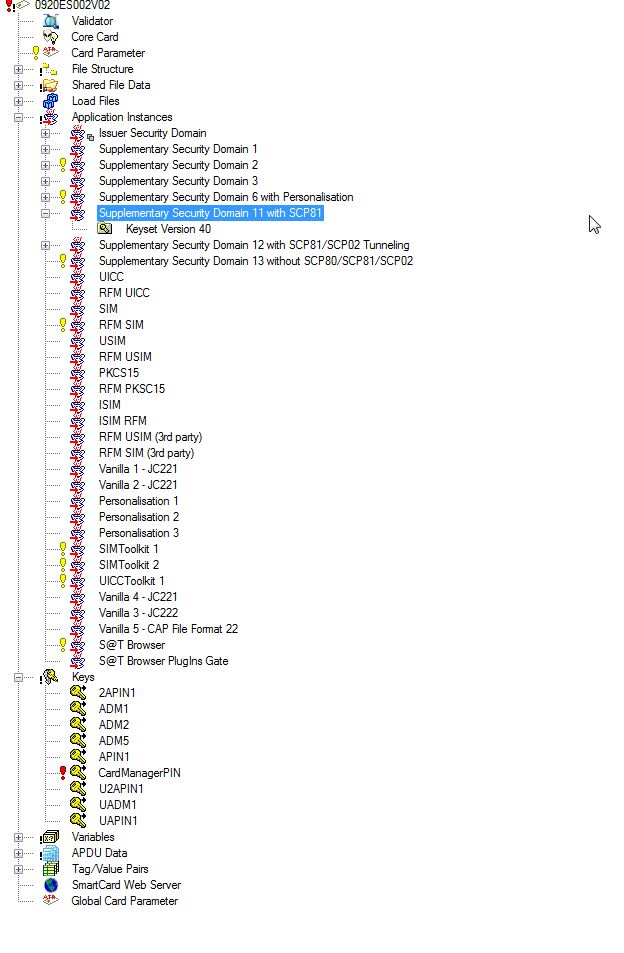 0920ES002V02
Validator
Core Card
Card Parameter
File Structure
Shared File Data
Load Files
Application Instances
Issuer Security Domain
Supplementary Security Domain 1
Supplementary Security Domain 2
Supplementary Security Domain 3
Supplementary Security Domain 6 with Personalisation
Supplementary Security Domain 11 with SCP81
Keyset Version 40
Supplementary Security Domain 12 with SCP81/SCP02 Tunneling
Supplementary Security Domain 13 without SCP80/SCP81/SCP02
UICC
RFM UICC
SIM
RFM SIM
USIM
RFM USIM
PKCS15
RFM PKSC15
ISIM
ISIM RFM
RFM USIM (3rd party)
RFM SIM (3rd party)
Vanilla 1 - JC221
Vanilla 2 - JC221
Personalisation 1
Personalisation 2
Personalisation 3
SIMToolkit 1
SIMToolkit 2
UICCToolkit 1
Vanilla 4 - JC221
Vanilla 3 - JC222
Vanilla 5 - CAP File Format 22
S@T Browser
S@T Browser PlugIns Gate
Keys
2APIN1
ADM1
ADM2
ADM5
APIN1
CardManagerPIN
U2APIN1
UADM1
UAPIN1
Variables
APDU Data
Tag/Value Pairs
SmartCard Web Server
Global Card Parameter